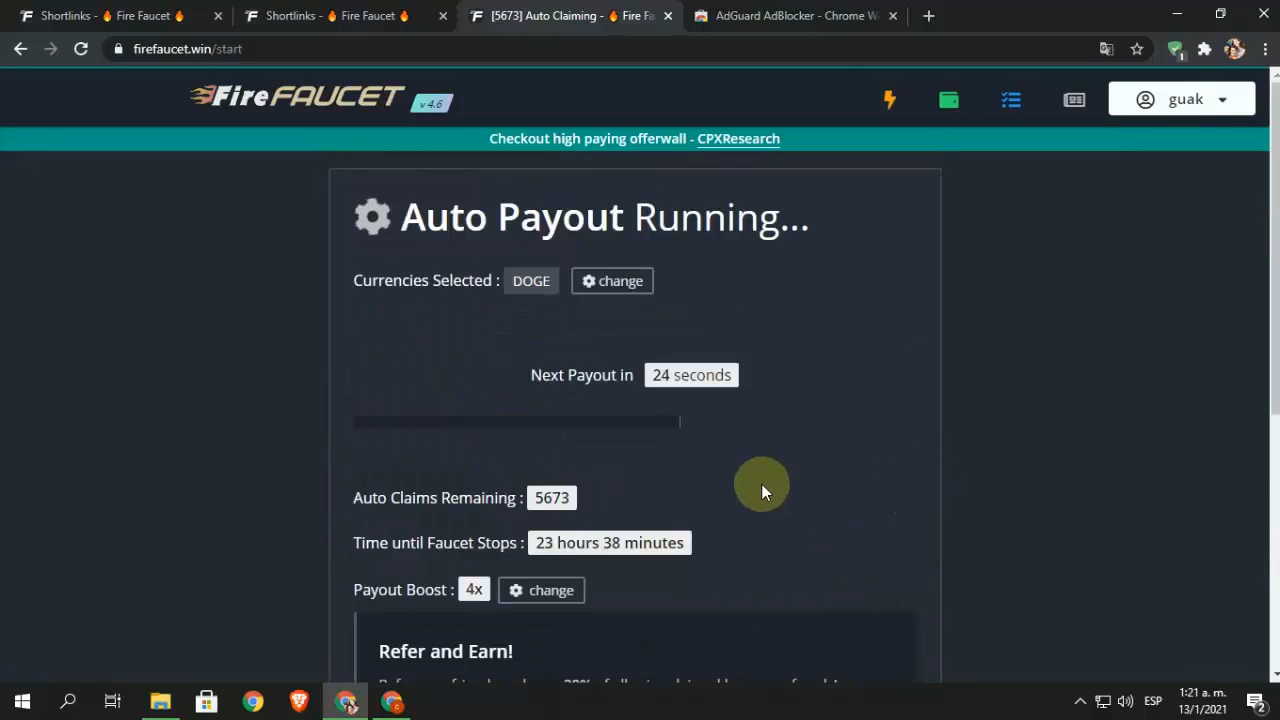 Shortlinks - 🔥 Fire Faucet 🔥
Shortlinks - 🔥 Fire Faucet 🔥
[5673] Auto Claiming - 🔥 Fire Fa
AdGuard AdBlocker - Chrome W
firefaucet.win/start
1
FireFAUCET v 4.6
guak
Checkout high paying offerwall - CPXResearch
Auto Payout Running...
Currencies Selected : DOGE change
Next Payout in 24 seconds
Auto Claims Remaining : 5673
Time until Faucet Stops : 23 hours 38 minutes
Payout Boost : 4x change
Refer and Earn!
ESP
1:21 a. m.
13/1/2021
2